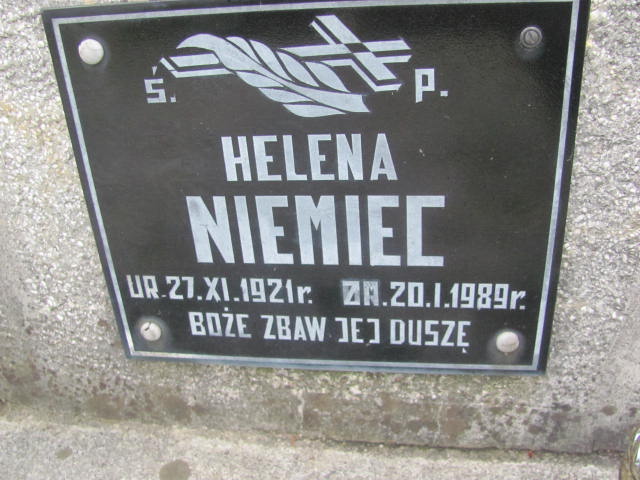 Ś. P.
HELENA
NIEMIEC
UR. 27.XI.1921r. ZM. 20.I.1989r.
BOŻE ZBAW JEJ DUSZĘ